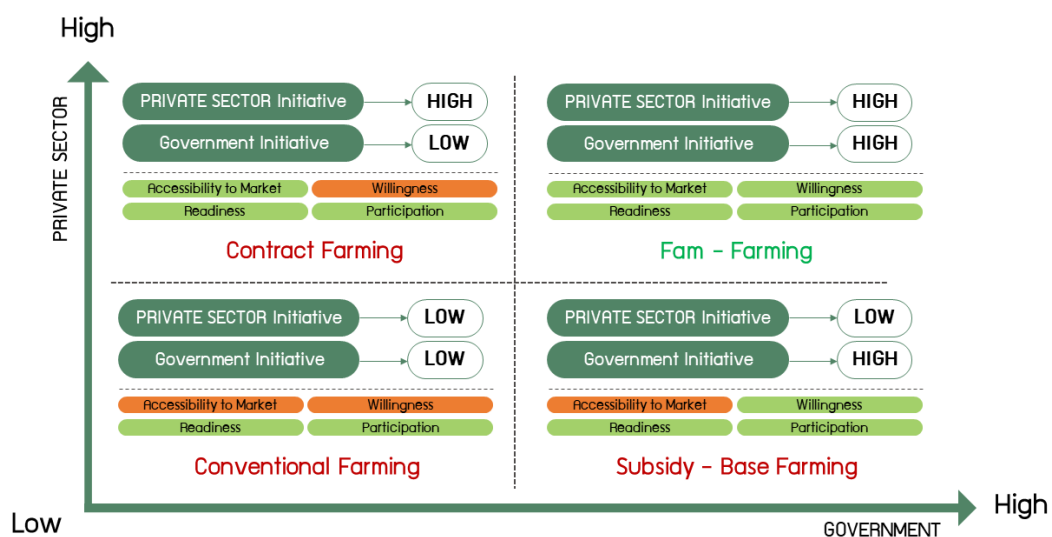 High
PRIVATE SECTOR
PRIVATE SECTOR Initiative
HIGH
Government Initiative
LOW
Accessibility to Market
Willingness
Readiness
Participation
Contract Farming
PRIVATE SECTOR Initiative
HIGH
Government Initiative
HIGH
Accessibility to Market
Willingness
Readiness
Participation
Fam - Farming
PRIVATE SECTOR Initiative
LOW
Government Initiative
LOW
Accessibility to Market
Willingness
Readiness
Participation
Conventional Farming
PRIVATE SECTOR Initiative
LOW
Government Initiative
HIGH
Accessibility to Market
Willingness
Readiness
Participation
Subsidy - Base Farming
Low
GOVERNMENT
High